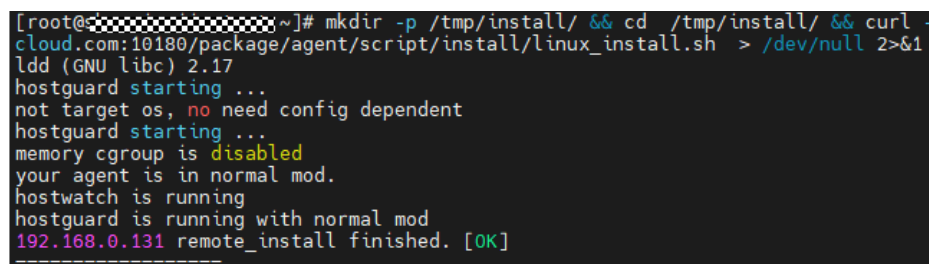 [root@ ~]# mkdir -p /tmp/install/ && cd /tmp/install/ && curl -
cloud.com:10180/package/agent/script/install/linux_install.sh > /dev/null 2>&1
ldd (GNU libc) 2.17
hostguard starting ...
not target os, no need config dependent
hostguard starting ...
memory cgroup is disabled
your agent is in normal mod.
hostwatch is running
hostguard is running with normal mod
192.168.0.131 remote_install finished. [OK]